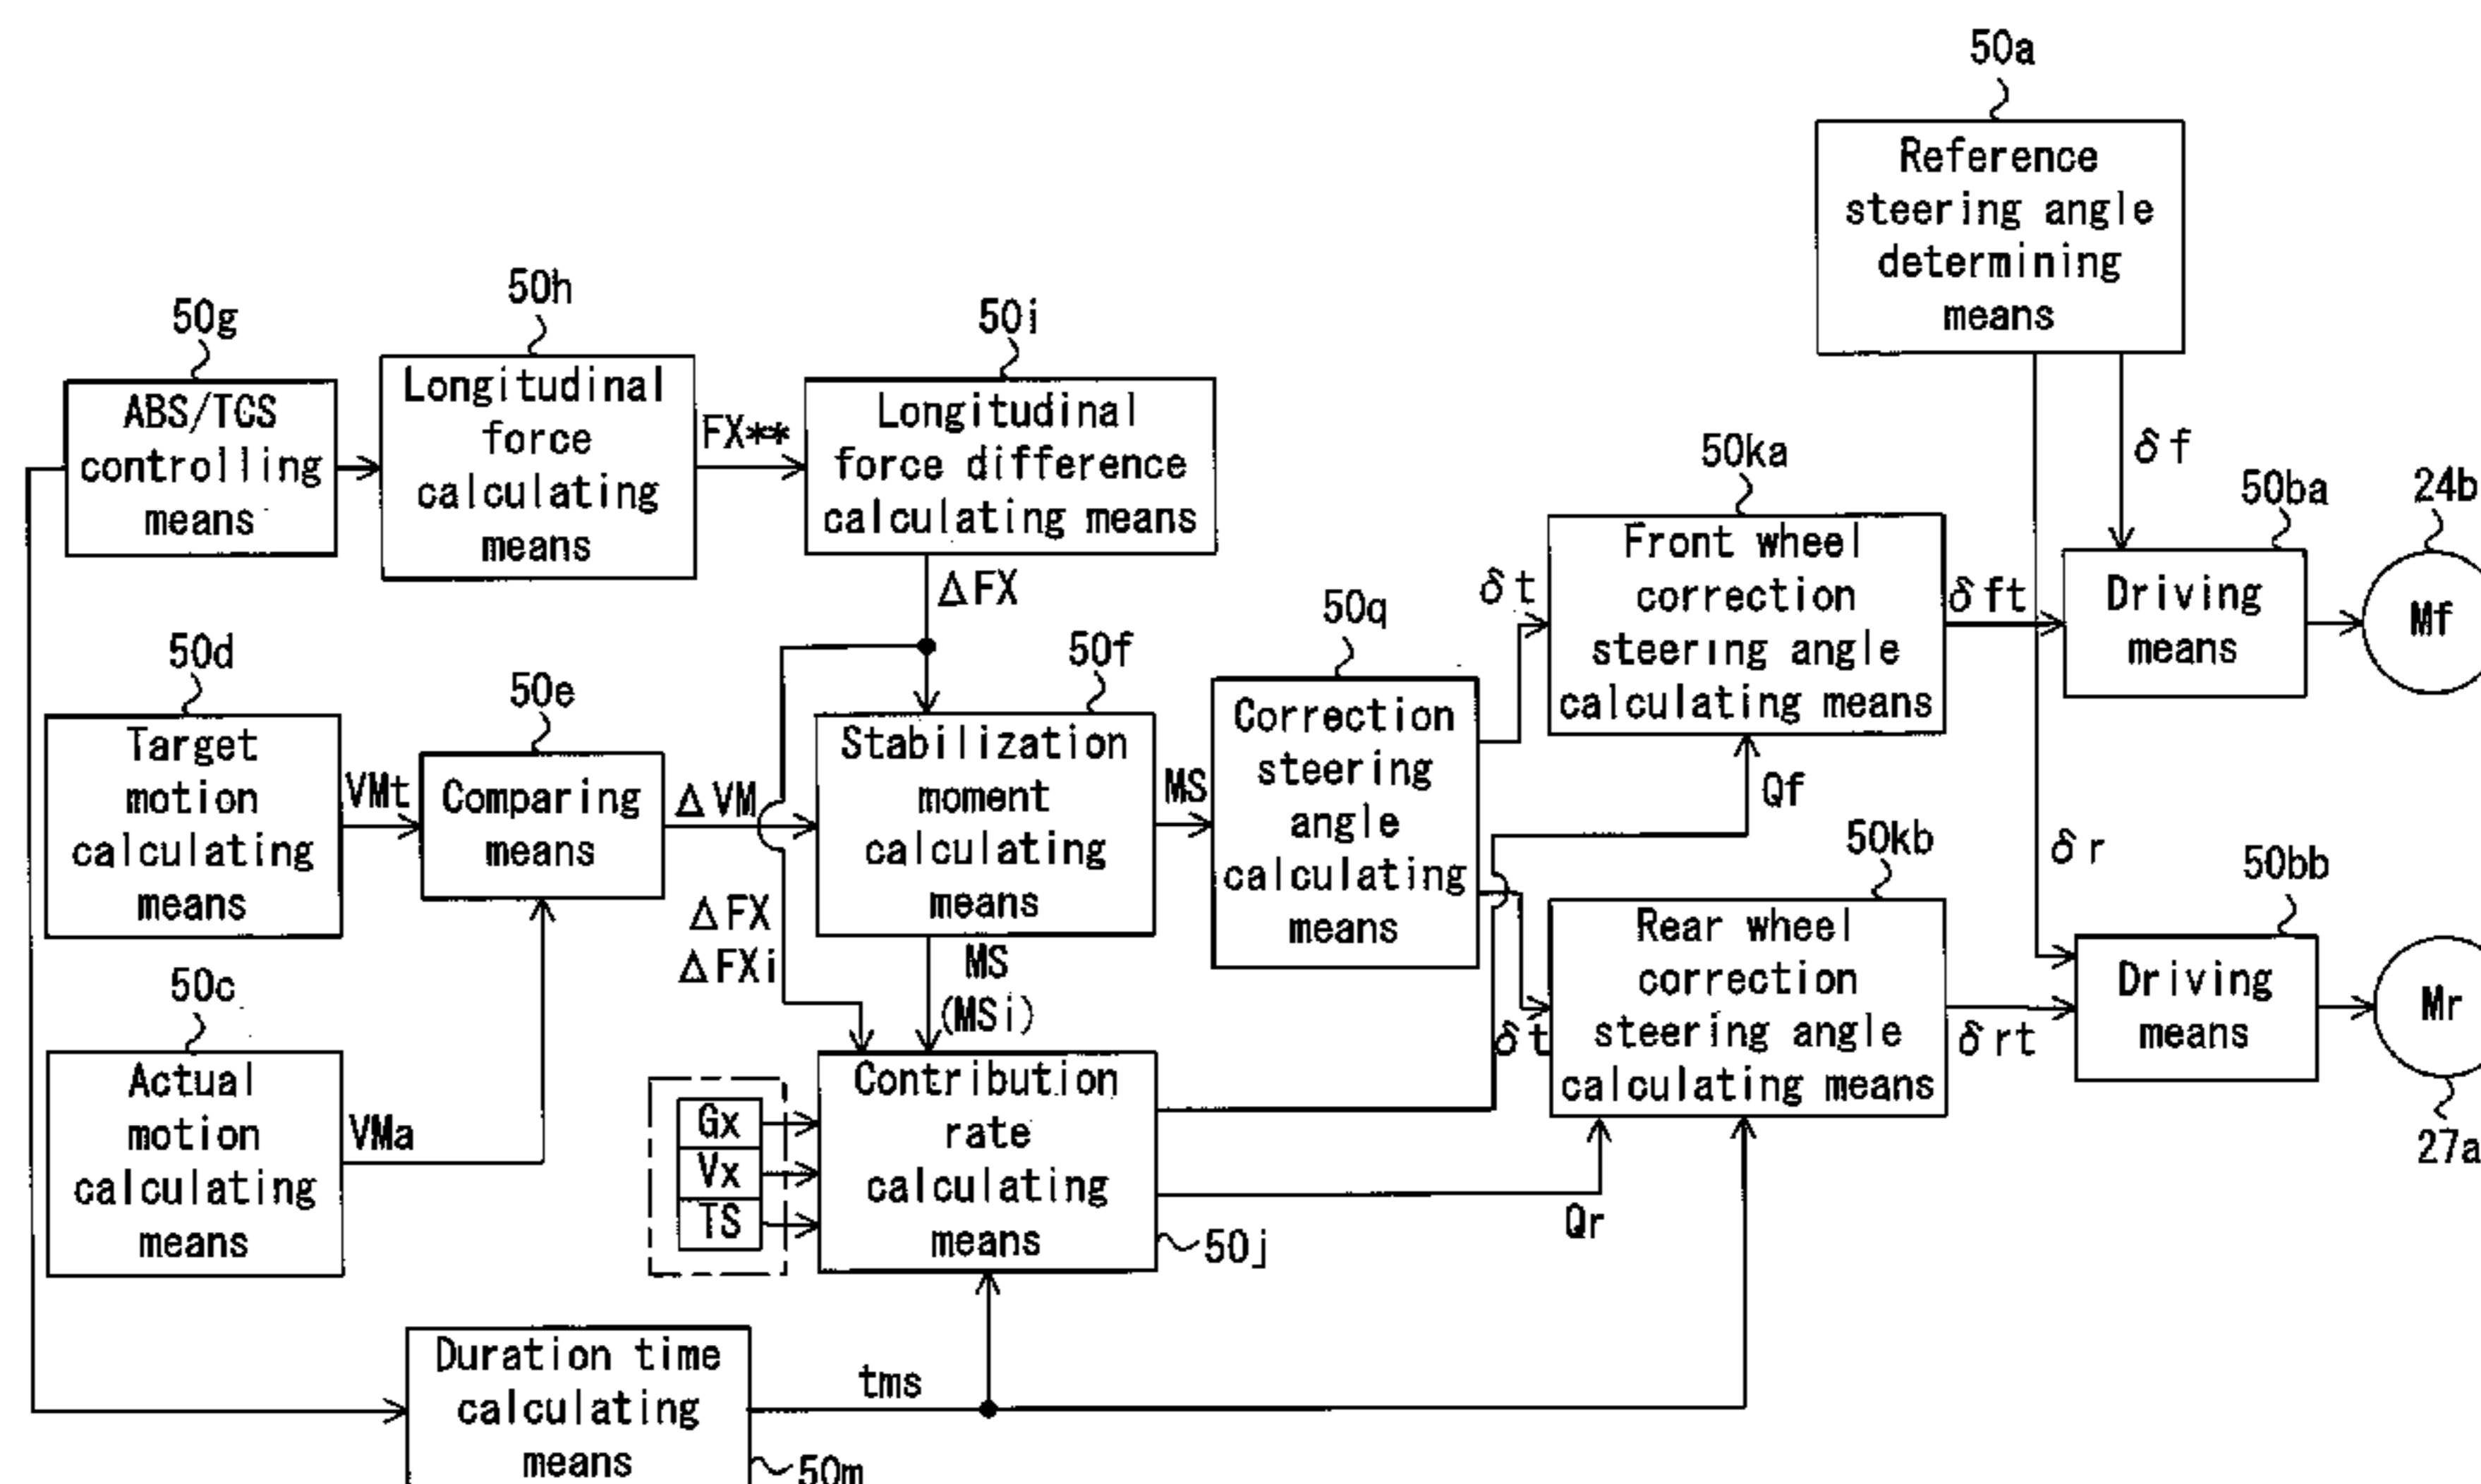 50a
Reference
steering angle
determining
means
50g
ABS/TCS
controlling
means
50h
Longitudinal
force
calculating
means
FX**
50i
Longitudinal
force difference
calculating means
ΔFX
δf
50ka
Front wheel
correction
steering angle
calculating means
δt
δft
50ba
Driving
means
24b
Mf
50d
Target
motion
calculating
means
VMt
50e
Comparing
means
ΔVM
50f
Stabilization
moment
calculating
means
MS
50q
Correction
steering
angle
calculating
means
Qf
δr
50kb
Rear wheel
correction
steering angle
calculating means
δt
δrt
50bb
Driving
means
Mr
27a
50c
Actual
motion
calculating
means
VMa
ΔFX
ΔFXi
MS
(MSi)
Gx
Vx
TS
Contribution
rate
calculating
means
50j
Qr
Duration time
calculating
means
50m
tms